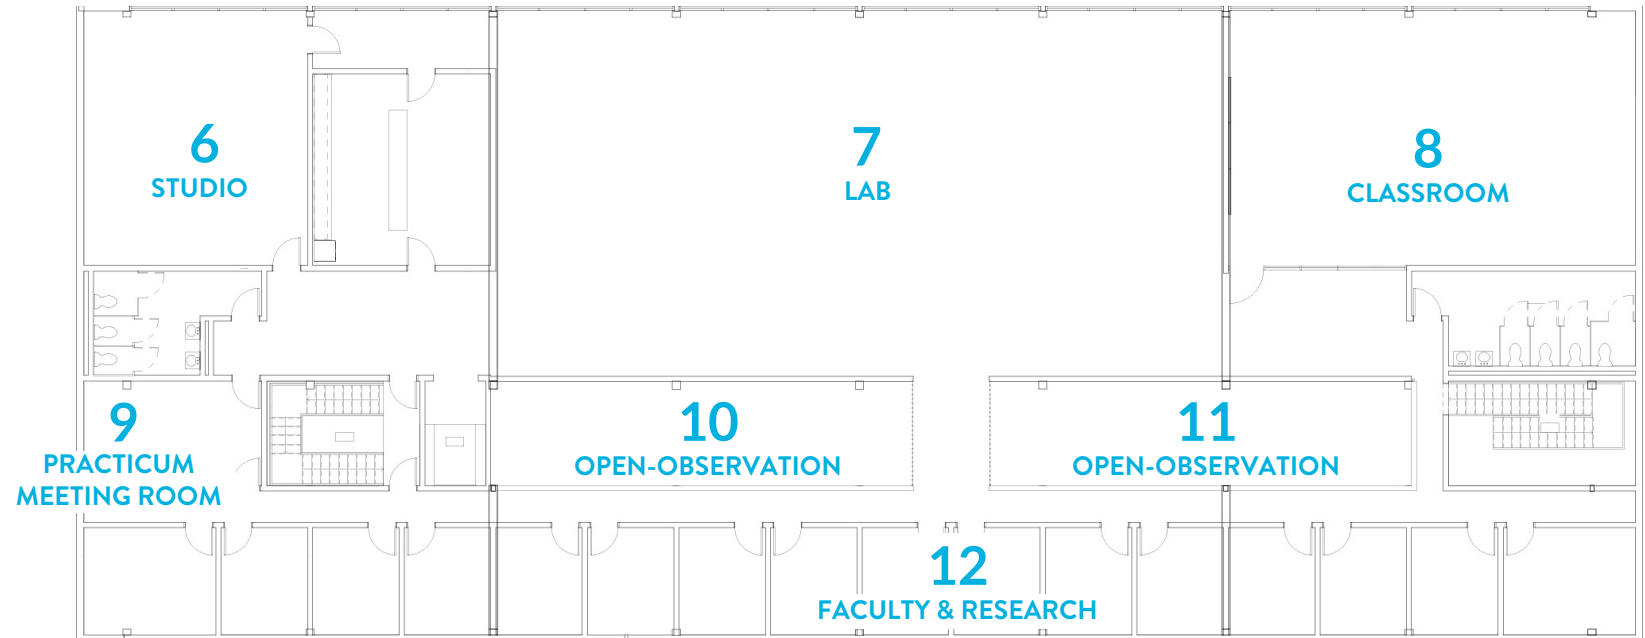 6
STUDIO
7
LAB
8
CLASSROOM
9
PRACTICUM
MEETING ROOM
10
OPEN-OBSERVATION
11
OPEN-OBSERVATION
12
FACULTY & RESEARCH